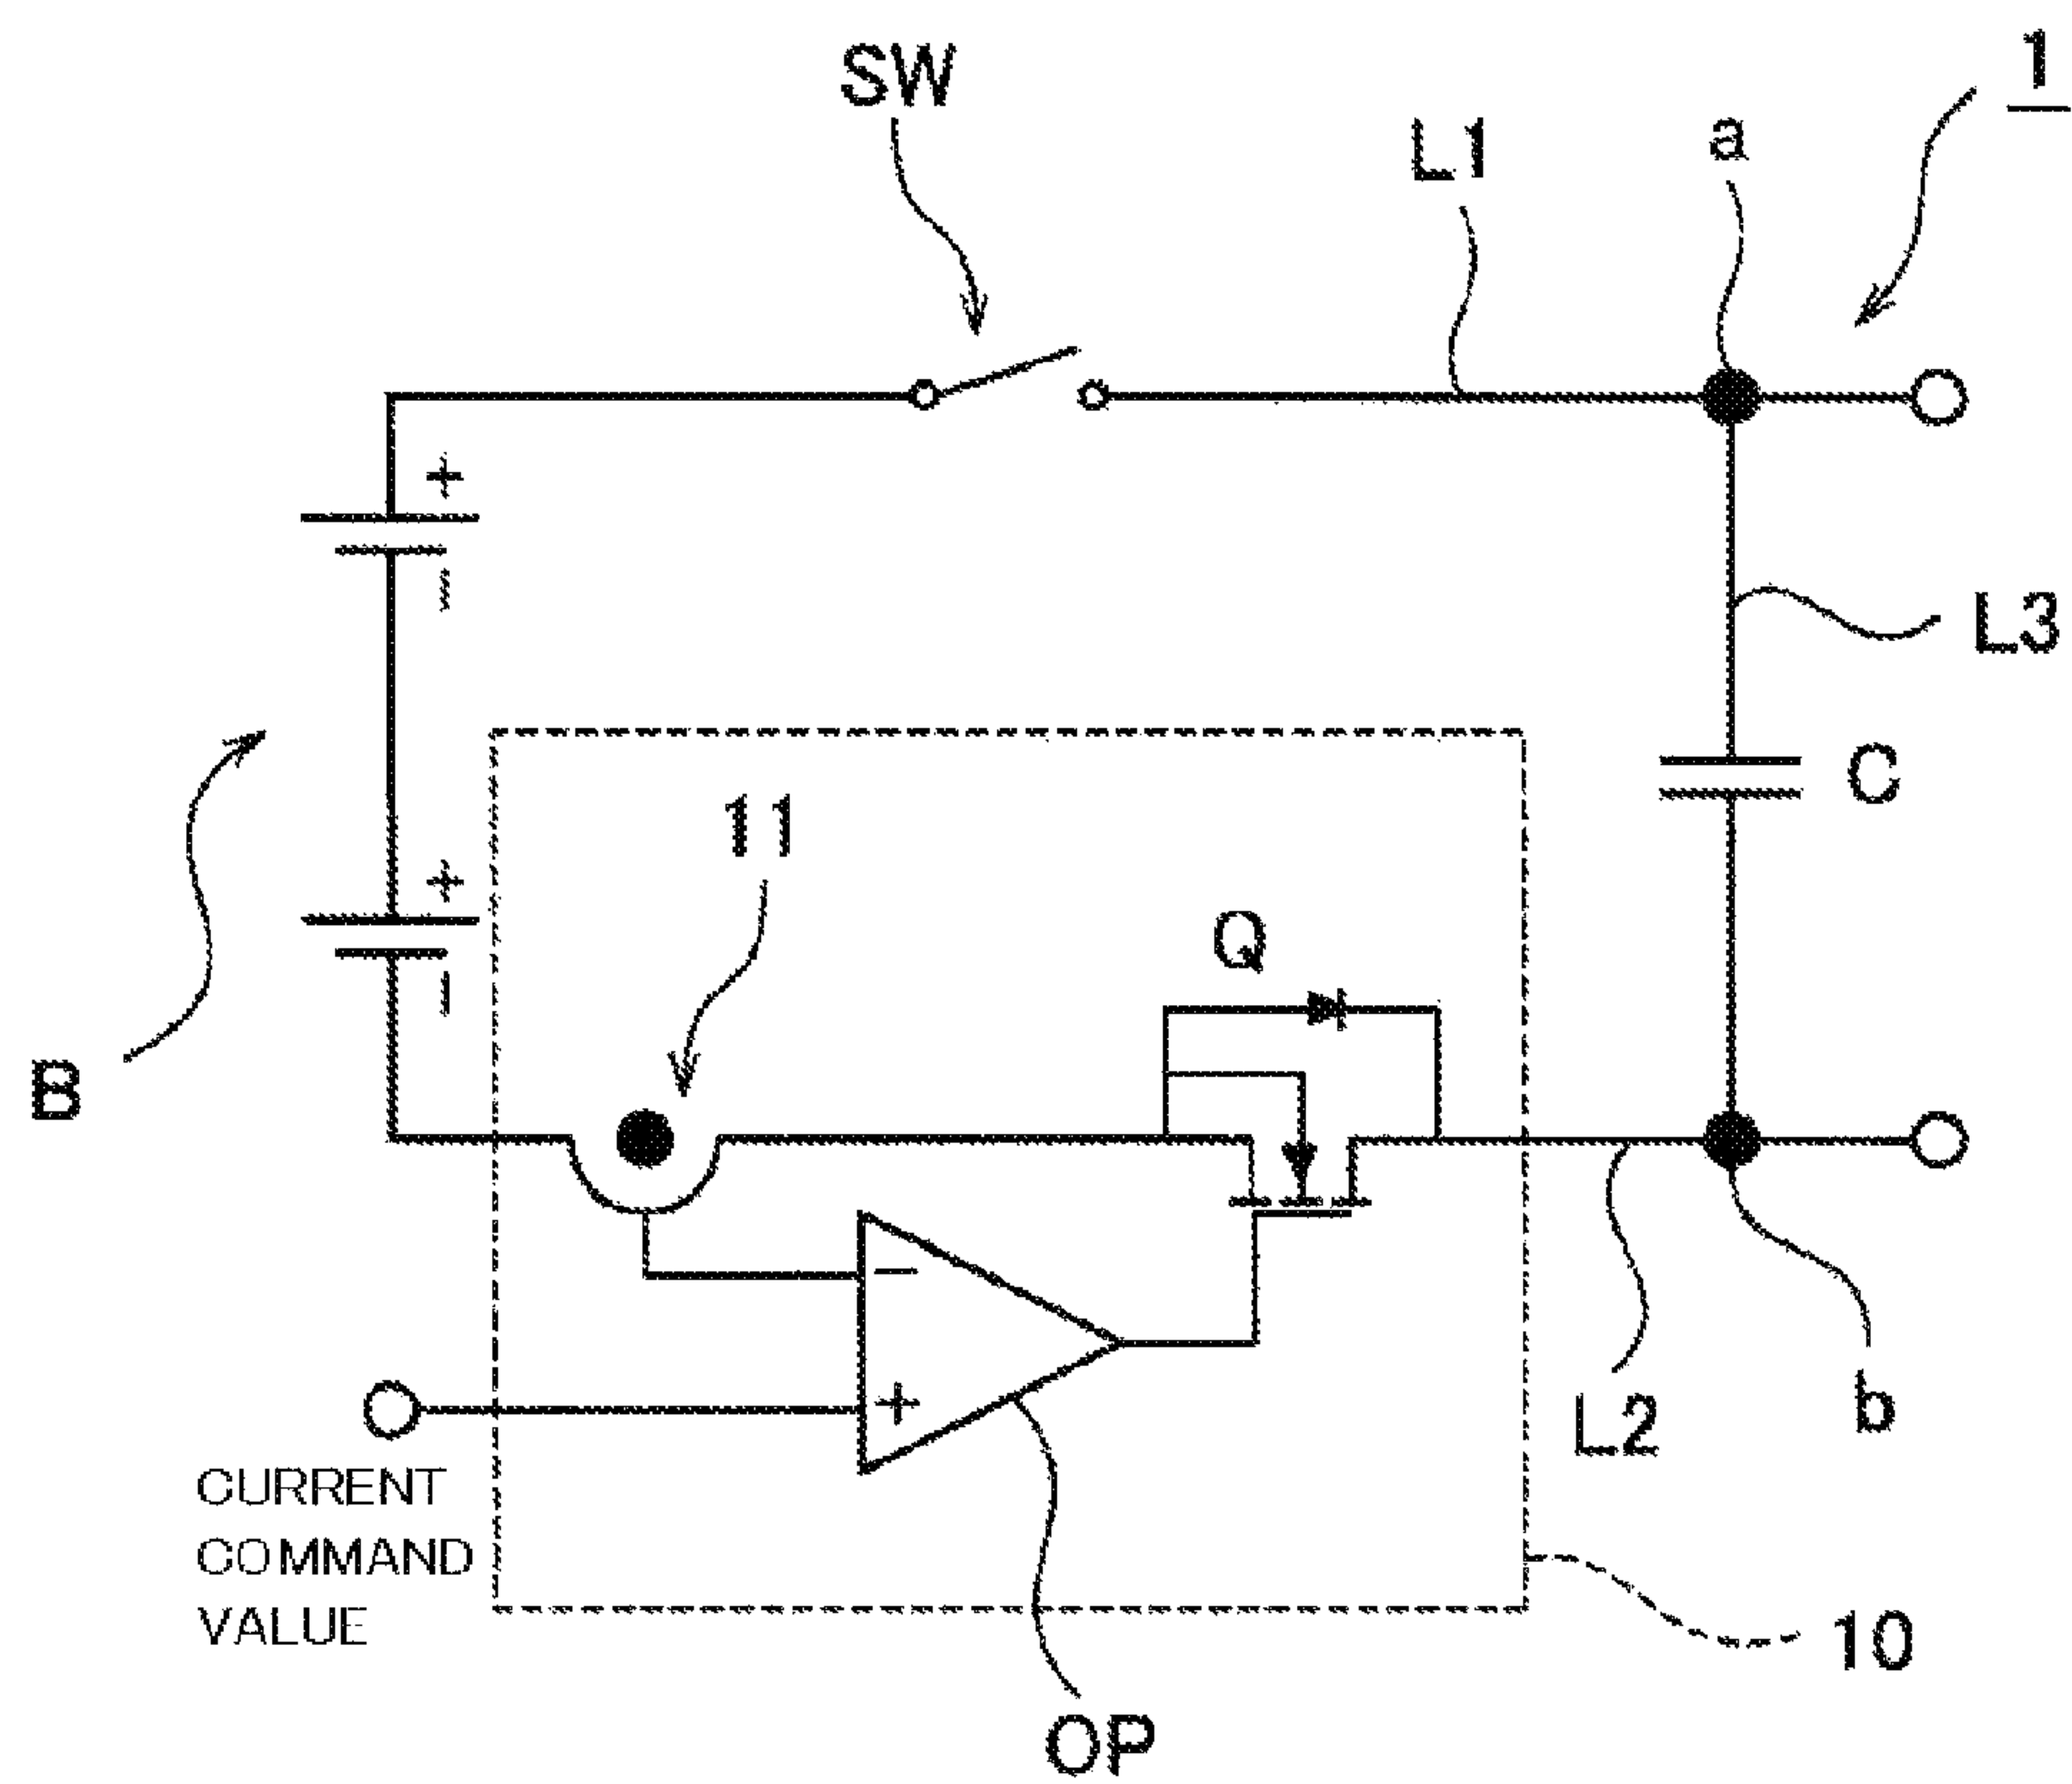 SW
1
L1
a
+
−
L3
C
B
+
−
11
Q
−
+
L2
b
CURRENT
COMMAND
VALUE
10
OP